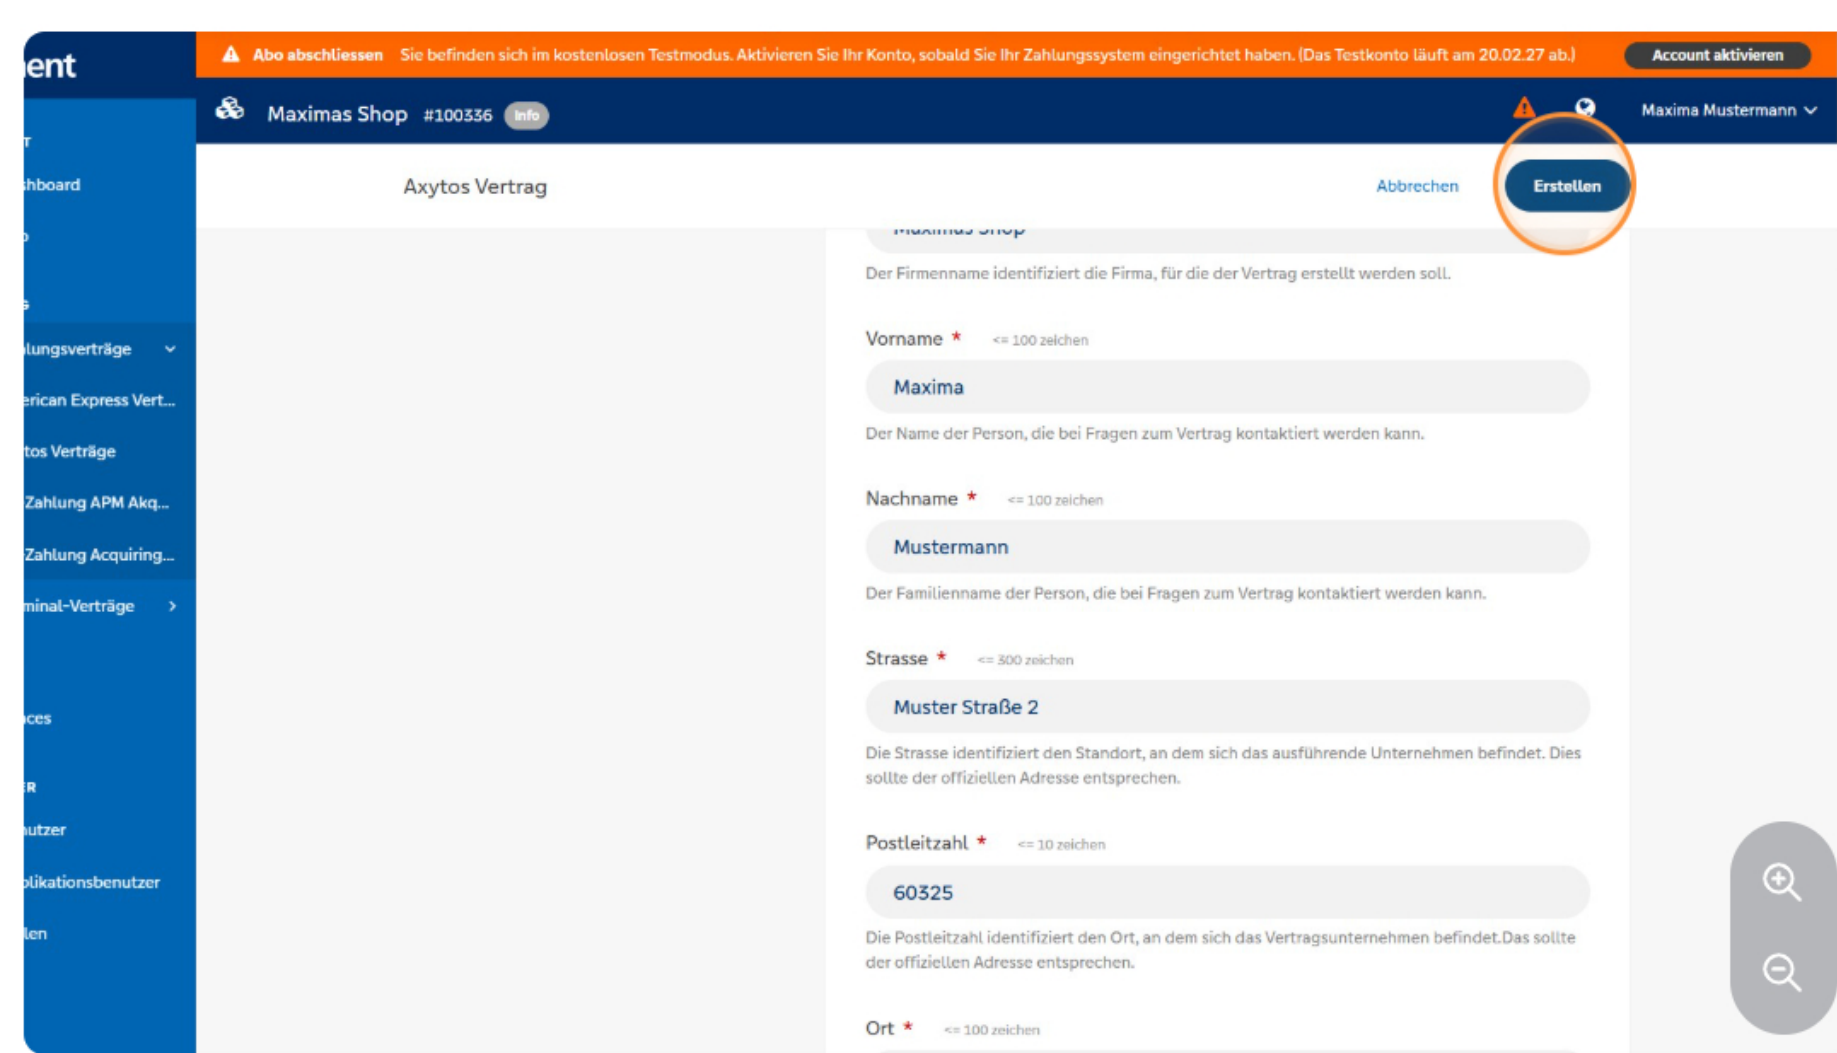 ent
Abo abschliessen Sie befinden sich im kostenlosen Testmodus. Aktivieren Sie Ihr Konto, sobald Sie Ihr Zahlungssystem eingerichtet haben. (Das Testkonto läuft am 20.02.27 ab.)
Account aktivieren
Maximas Shop #100336 Info
Maxima Mustermann
T
hboard
Axytos Vertrag
Abbrechen
Erstellen
lungsverträge
erican Express Vert...
tos Verträge
Zahlung APM Akq...
Zahlung Acquiring...
minal-Verträge
ces
ER
utzer
plikationsbenutzer
len
Maximas Shop
Der Firmenname identifiziert die Firma, für die der Vertrag erstellt werden soll.
Vorname * <= 100 zeichen
Maxima
Der Name der Person, die bei Fragen zum Vertrag kontaktiert werden kann.
Nachname * <= 100 zeichen
Mustermann
Der Familienname der Person, die bei Fragen zum Vertrag kontaktiert werden kann.
Strasse * <= 300 zeichen
Muster Straße 2
Die Strasse identifiziert den Standort, an dem sich das ausführende Unternehmen befindet. Dies
sollte der offiziellen Adresse entsprechen.
Postleitzahl * <= 10 zeichen
60325
Die Postleitzahl identifiziert den Ort, an dem sich das Vertragsunternehmen befindet.Das sollte
der offiziellen Adresse entsprechen.
Ort * <= 100 zeichen